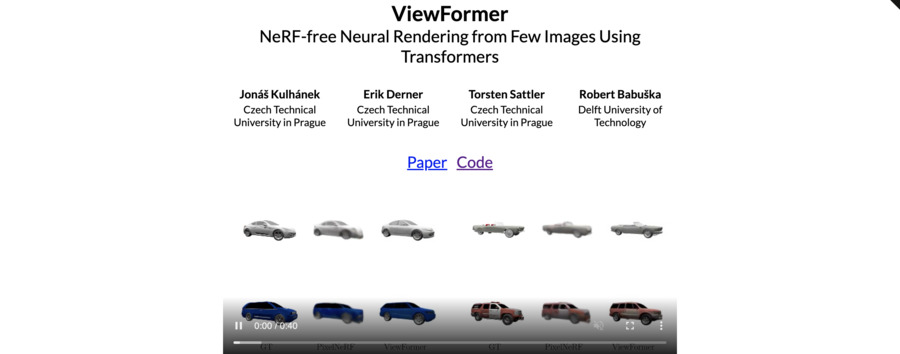 ViewFormer
NeRF-free Neural Rendering from Few Images Using
Transformers
Jonáš Kulhánek
Czech Technical
University in Prague
Erik Derner
Czech Technical
University in Prague
Torsten Sattler
Czech Technical
University in Prague
Robert Babuška
Delft University of
Technology
Paper Code
0:00 / 0:40
GT PixelNeRF ViewFormer GT PixelNeRF ViewFormer